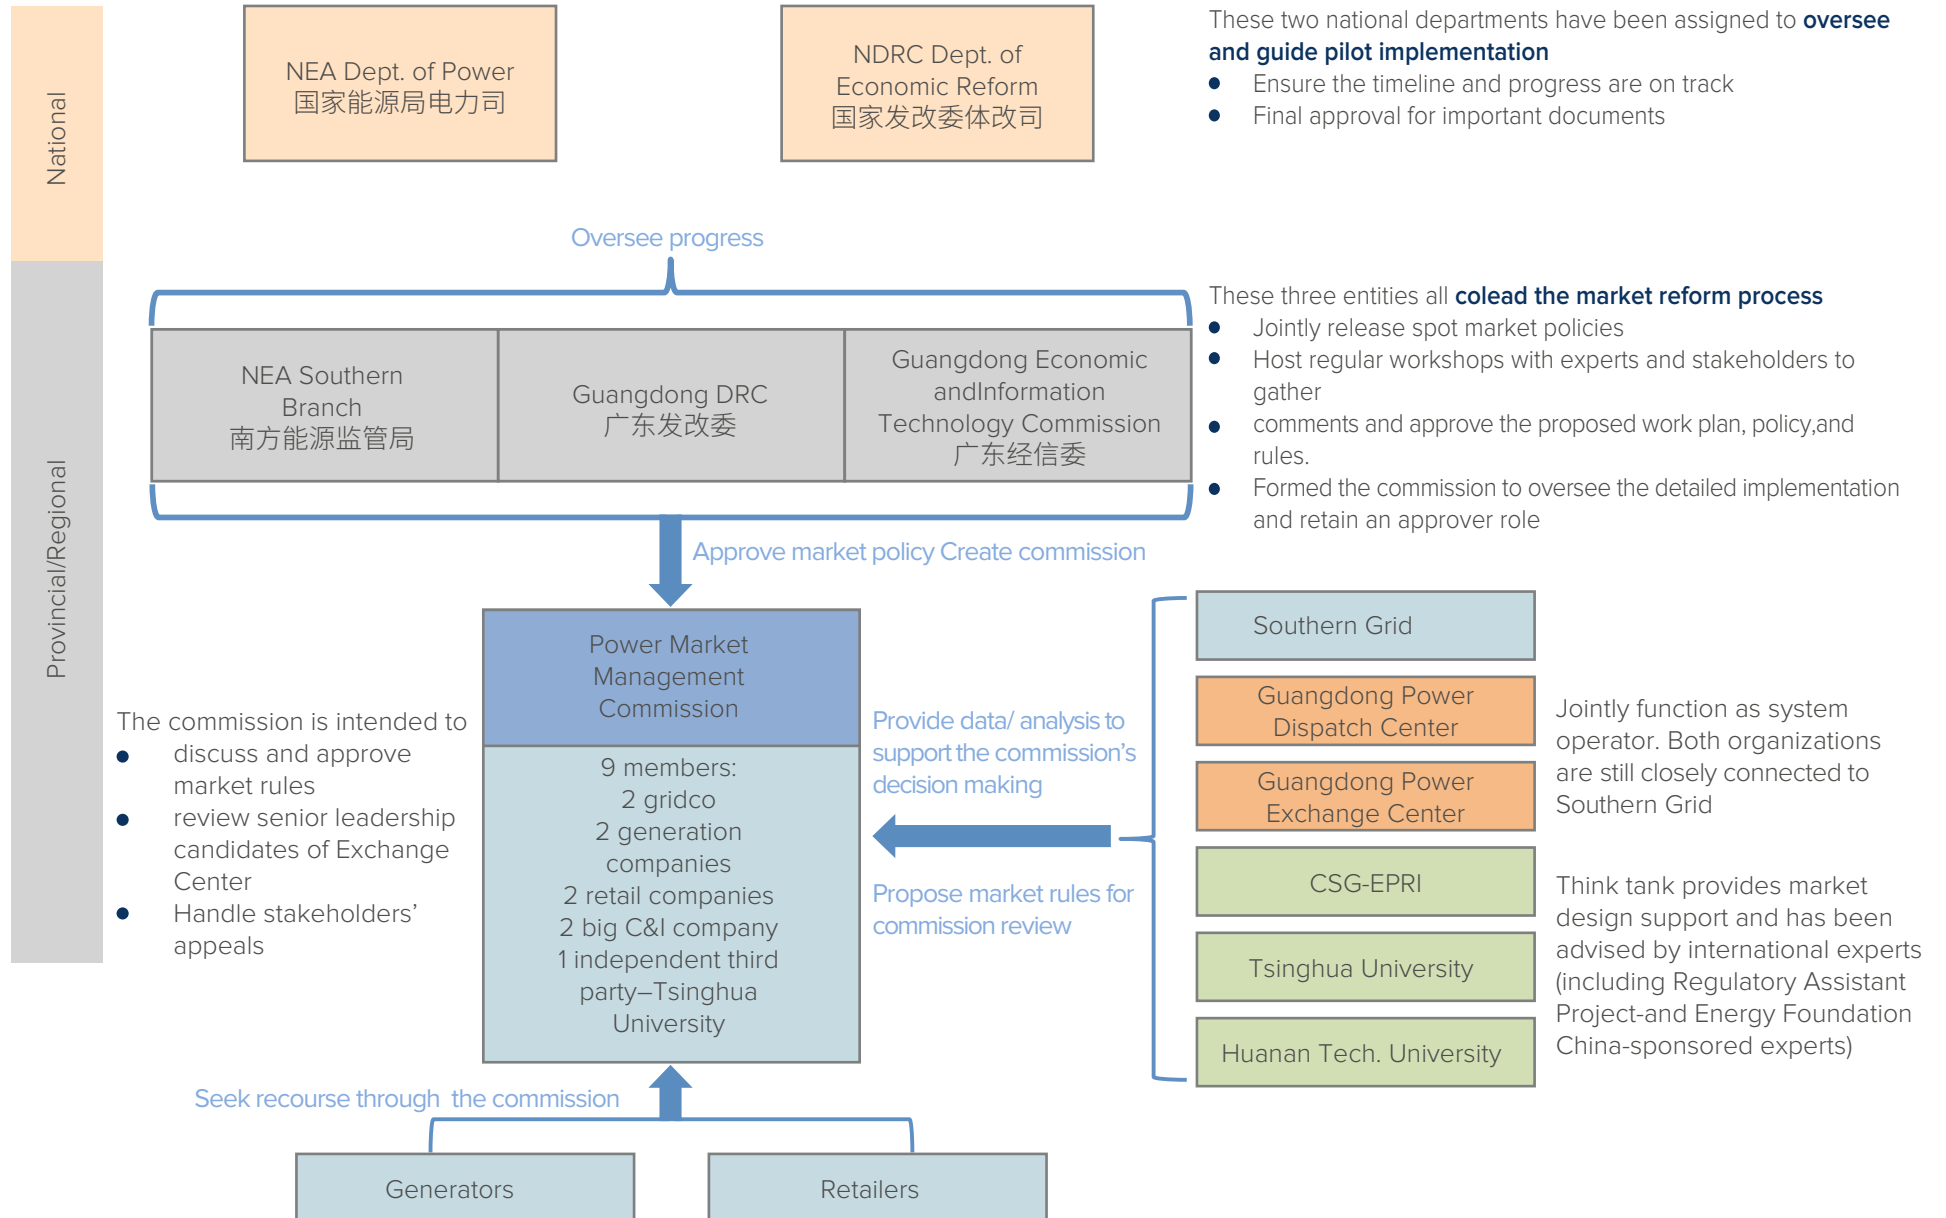 National
NEA Dept. of Power
国家能源局电力司
NDRC Dept. of
Economic Reform
国家发改委体改司
These two national departments have been assigned to oversee
and guide pilot implementation
● Ensure the timeline and progress are on track
● Final approval for important documents
Oversee progress
Provincial/Regional
NEA Southern
Branch
南方能源监管局
Guangdong DRC
广东发改委
Guangdong Economic
andInformation
Technology Commission
广东经信委
These three entities all colead the market reform process
● Jointly release spot market policies
● Host regular workshops with experts and stakeholders to
gather
● comments and approve the proposed work plan, policy,and
rules.
● Formed the commission to oversee the detailed implementation
and retain an approver role
Approve market policy Create commission
The commission is intended to
● discuss and approve
market rules
● review senior leadership
candidates of Exchange
Center
● Handle stakeholders’
appeals
Power Market
Management
Commission
9 members:
2 gridco
2 generation
companies
2 retail companies
2 big C&I company
1 independent third
party–Tsinghua
University
Provide data/ analysis to
support the commission’s
decision making
Propose market rules for
commission review
Southern Grid
Guangdong Power
Dispatch Center
Guangdong Power
Exchange Center
CSG-EPRI
Tsinghua University
Huanan Tech. University
Jointly function as system
operator. Both organizations
are still closely connected to
Southern Grid
Think tank provides market
design support and has been
advised by international experts
(including Regulatory Assistant
Project-and Energy Foundation
China-sponsored experts)
Seek recourse through the commission
Generators
Retailers